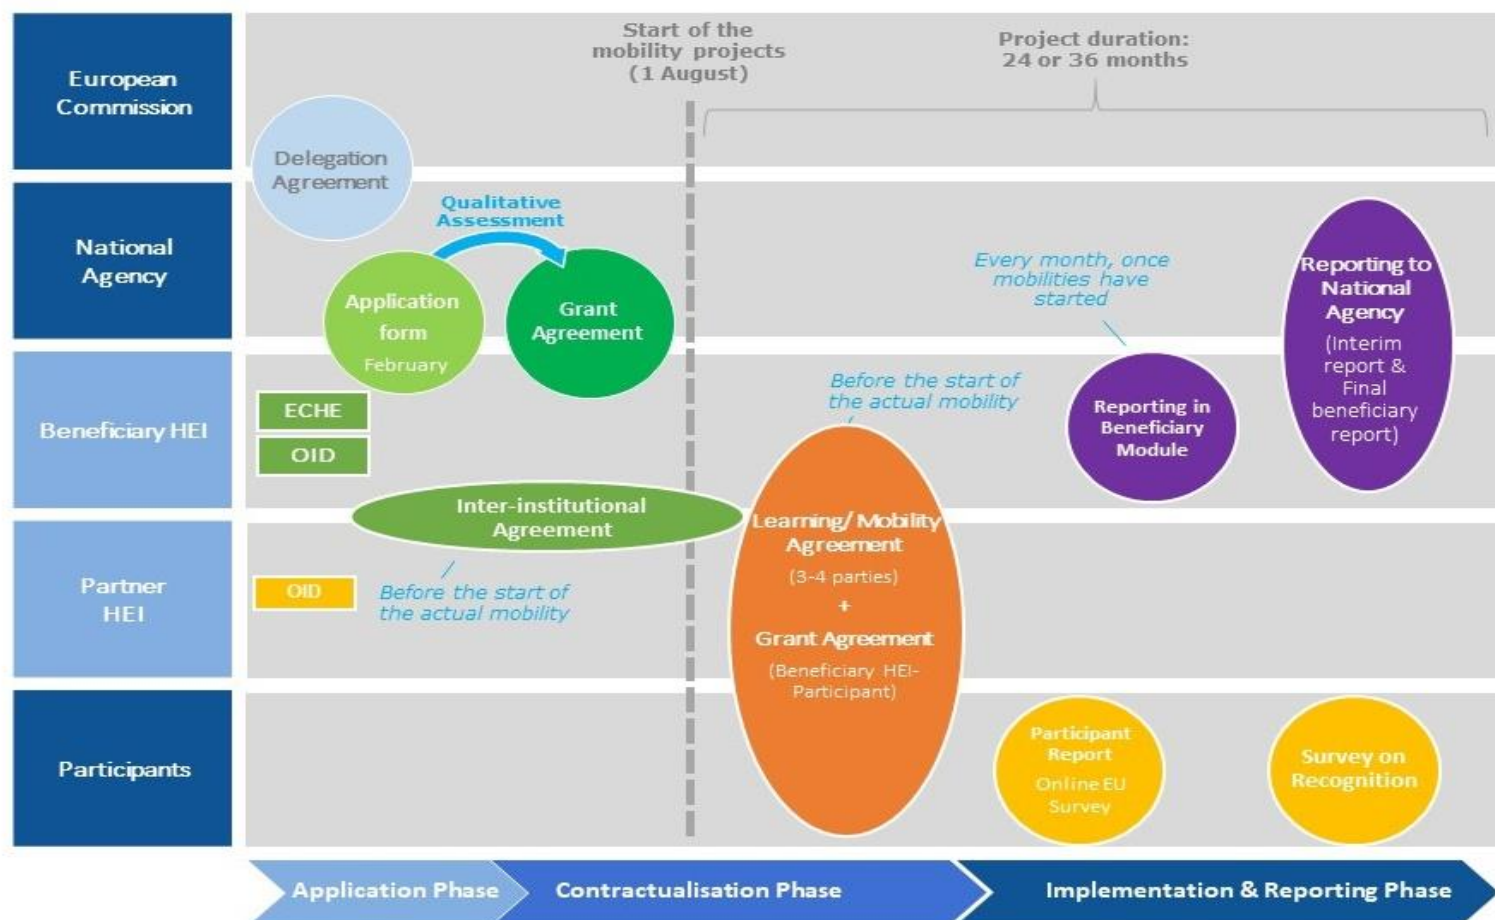 European
Commission
Start of the
mobility projects
(1 August)
Project duration:
24 or 36 months
Delegation
Agreement
National
Agency
Qualitative
Assessment
Application
form
February
Grant
Agreement
Every month, once
mobilities have
started
Reporting to
National
Agency
(Interim
report &
Final
beneficiary
report)
Beneficiary HEI
ECHE
OID
Before the start of
the actual mobility
Reporting in
Beneficiary
Module
Inter-institutional
Agreement
Learning/ Mobility
Agreement
(3-4 parties)
+
Grant Agreement
(Beneficiary HEI-
Participant)
Partner
HEI
OID
Before the start of
the actual mobility
Participants
Participant
Report
Online EU
Survey
Survey on
Recognition
Application Phase
Contractualisation Phase
Implementation & Reporting Phase